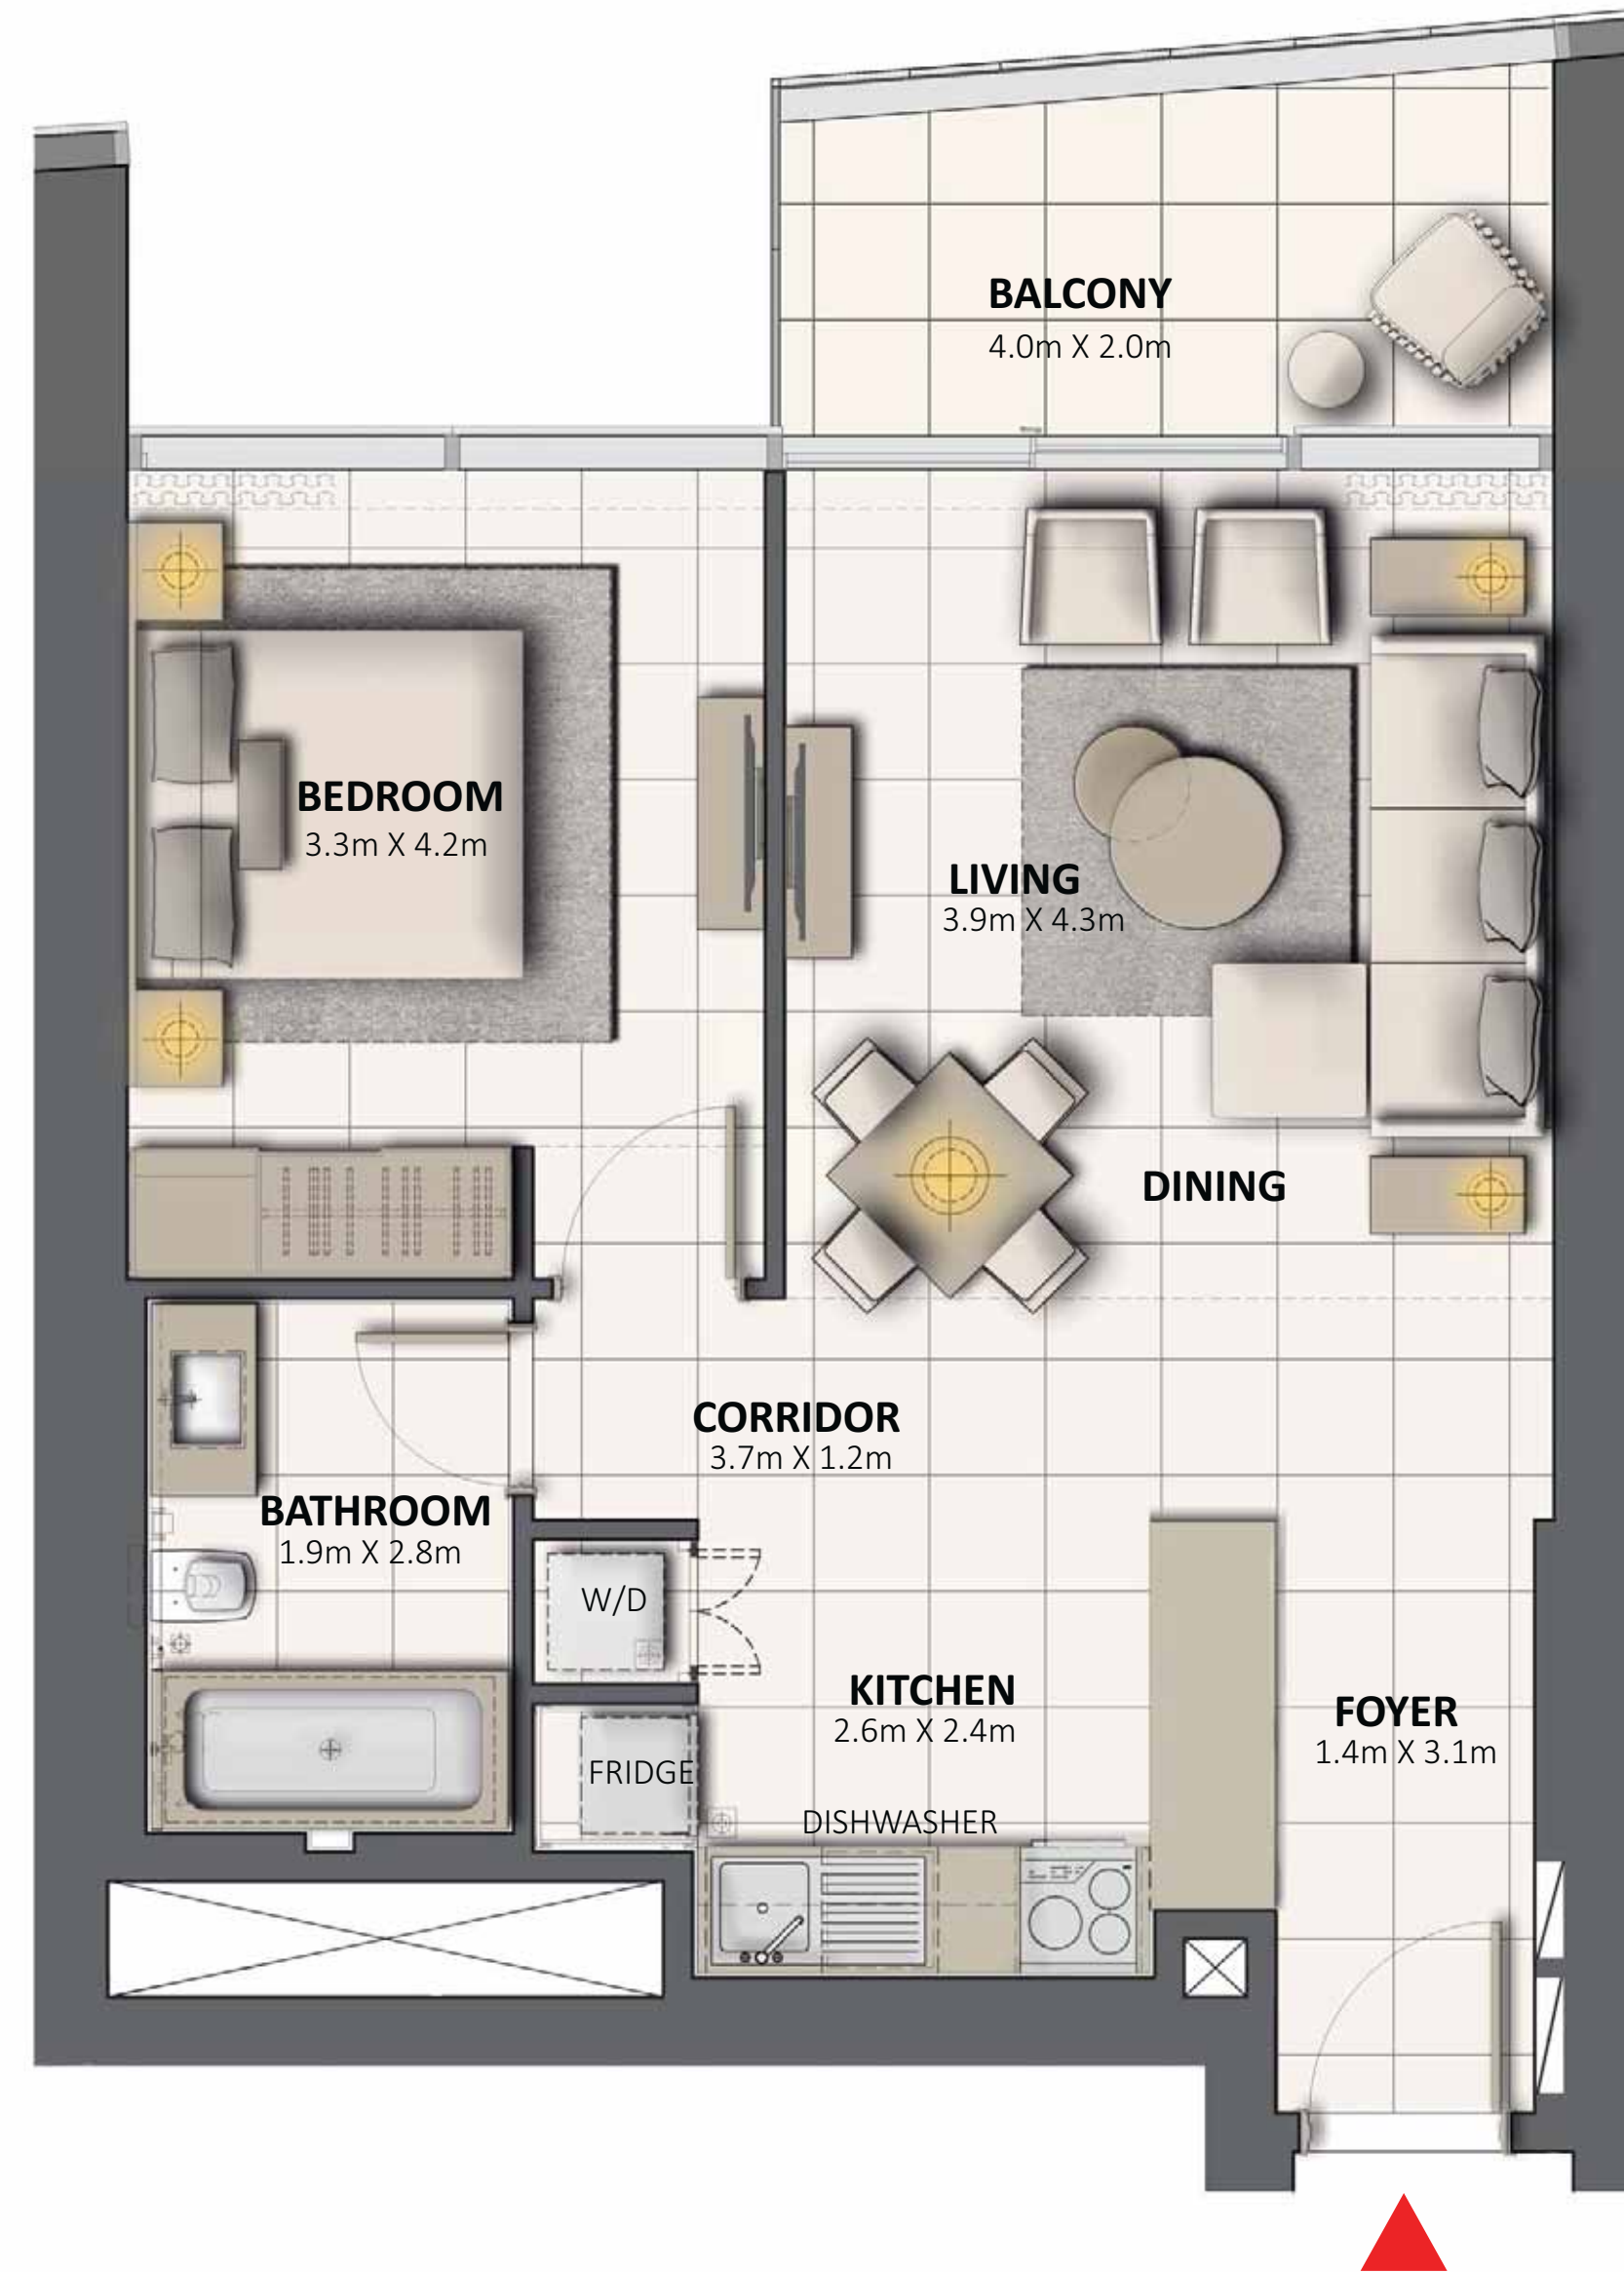 BALCONY
4.0m X 2.0m
BEDROOM
3.3m X 4.2m
LIVING
3.9m X 4.3m
DINING
CORRIDOR
3.7m X 1.2m
BATHROOM
1.9m X 2.8m
W/D
KITCHEN
2.6m X 2.4m
FOYER
1.4m X 3.1m
FRIDGE
DISHWASHER